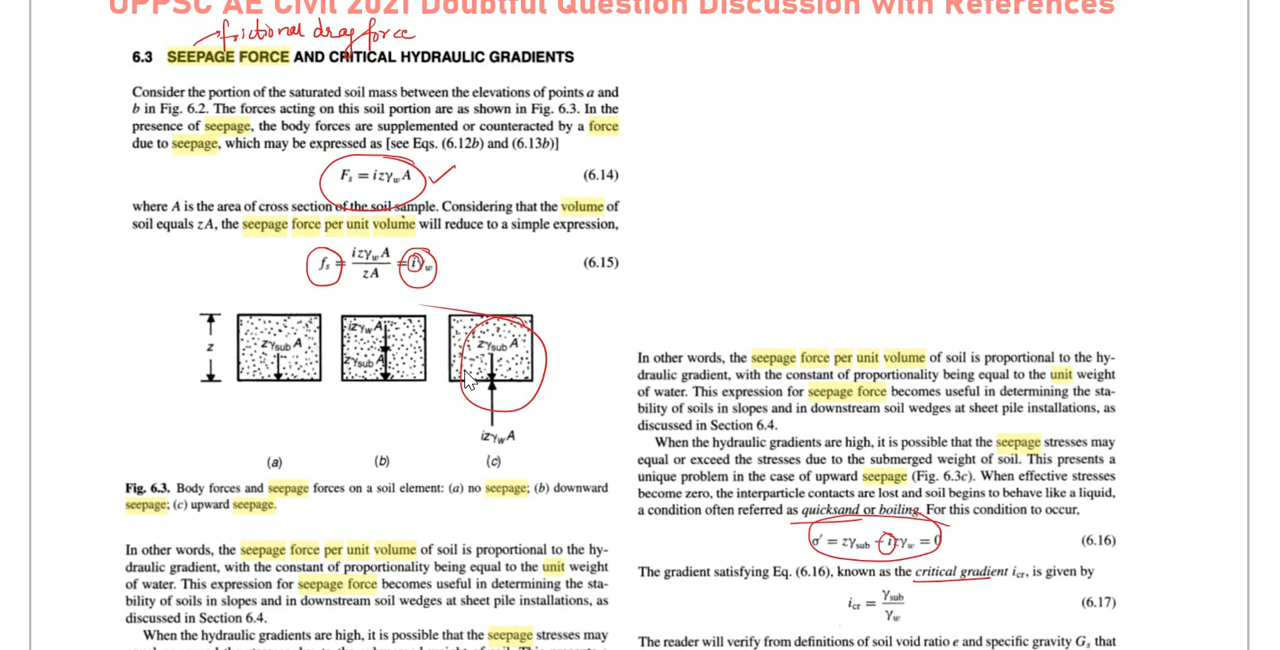 UPPSC AE Civil 2021 Doubtful Question Discussion with References
frictional drag force
6.3 SEEPAGE FORCE AND CRITICAL HYDRAULIC GRADIENTS
Consider the portion of the saturated soil mass between the elevations of points a and
b in Fig. 6.2. The forces acting on this soil portion are as shown in Fig. 6.3. In the
presence of seepage, the body forces are supplemented or counteracted by a force
due to seepage, which may be expressed as [see Eqs. (6.12b) and (6.13b)]
Fs = izγwA (6.14)
where A is the area of cross section of the soil sample. Considering that the volume of
soil equals zA, the seepage force per unit volume will reduce to a simple expression,
fs = izγwA / zA = iγw (6.15)
z
zγsub A
izγwA
zγsub A
zγsub A
izγwA
(a) (b) (c)
Fig. 6.3. Body forces and seepage forces on a soil element: (a) no seepage; (b) downward
seepage; (c) upward seepage.
In other words, the seepage force per unit volume of soil is proportional to the hy-
draulic gradient, with the constant of proportionality being equal to the unit weight
of water. This expression for seepage force becomes useful in determining the sta-
bility of soils in slopes and in downstream soil wedges at sheet pile installations, as
discussed in Section 6.4.
When the hydraulic gradients are high, it is possible that the seepage stresses may
In other words, the seepage force per unit volume of soil is proportional to the hy-
draulic gradient, with the constant of proportionality being equal to the unit weight
of water. This expression for seepage force becomes useful in determining the sta-
bility of soils in slopes and in downstream soil wedges at sheet pile installations, as
discussed in Section 6.4.
When the hydraulic gradients are high, it is possible that the seepage stresses may
equal or exceed the stresses due to the submerged weight of soil. This presents a
unique problem in the case of upward seepage (Fig. 6.3c). When effective stresses
become zero, the interparticle contacts are lost and soil begins to behave like a liquid,
a condition often referred as quicksand or boiling. For this condition to occur,
σ' = zγsub − izγw = 0 (6.16)
The gradient satisfying Eq. (6.16), known as the critical gradient icr, is given by
icr = γsub / γw (6.17)
The reader will verify from definitions of soil void ratio e and specific gravity Gs that